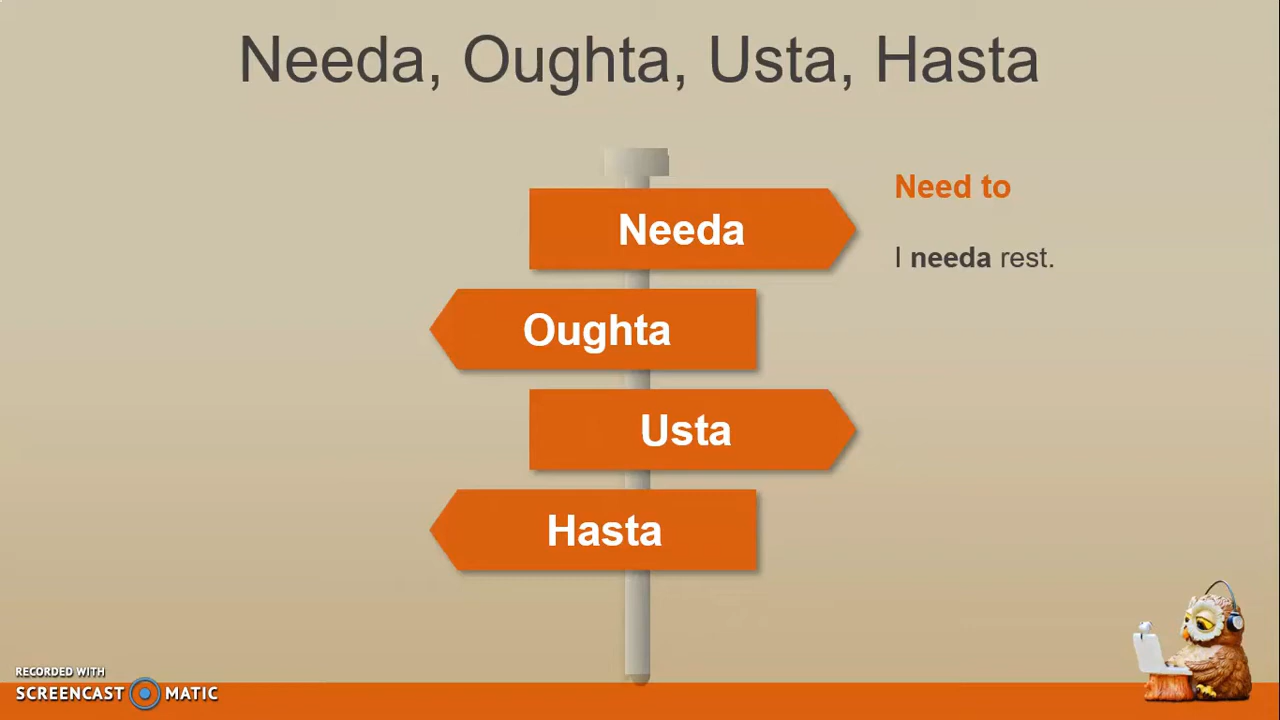 Needa, Oughta, Usta, Hasta
Needa
Need to
I needa rest.
Oughta
Usta
Hasta
RECORDED WITH
SCREENCAST MATIC